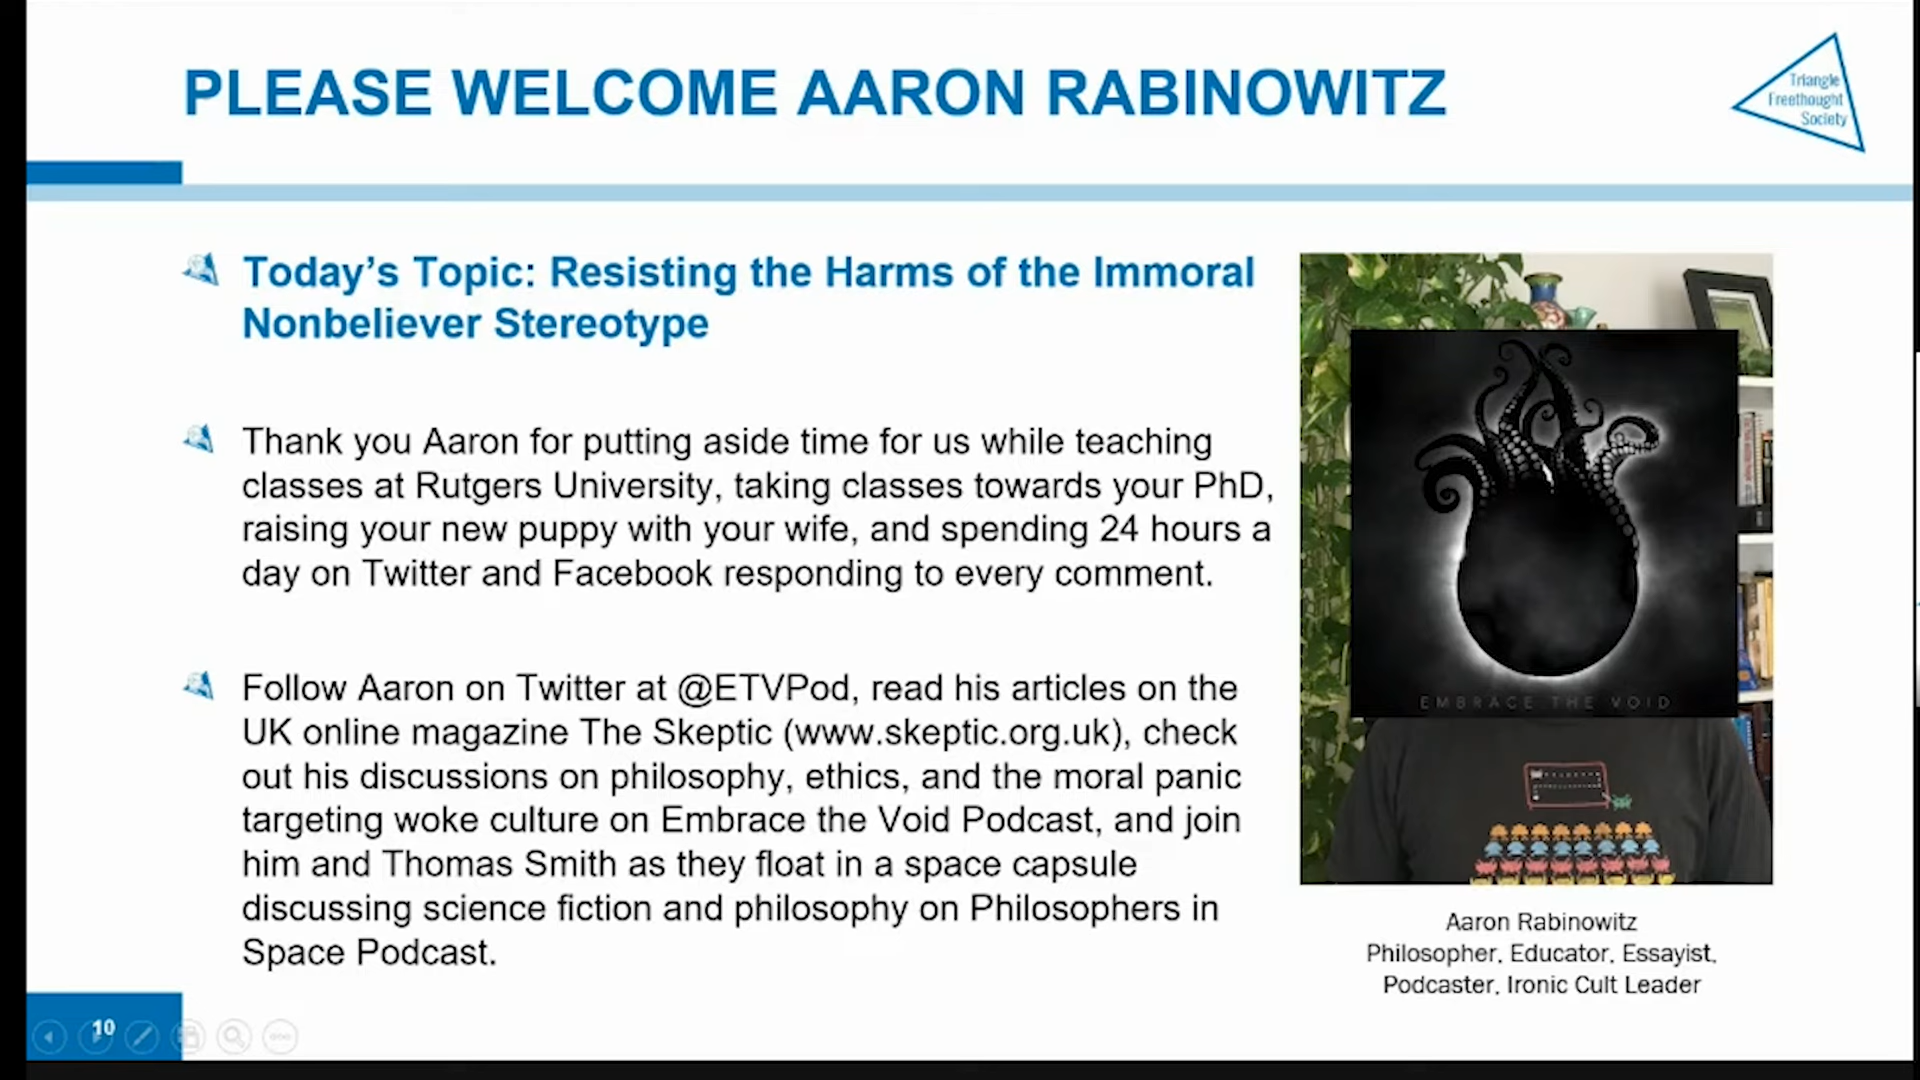 PLEASE WELCOME AARON RABINOWITZ
Triangle
Freethought
Society
Today’s Topic: Resisting the Harms of the Immoral
Nonbeliever Stereotype
Thank you Aaron for putting aside time for us while teaching
classes at Rutgers University, taking classes towards your PhD,
raising your new puppy with your wife, and spending 24 hours a
day on Twitter and Facebook responding to every comment.
Follow Aaron on Twitter at @ETVPod, read his articles on the
UK online magazine The Skeptic (www.skeptic.org.uk), check
out his discussions on philosophy, ethics, and the moral panic
targeting woke culture on Embrace the Void Podcast, and join
him and Thomas Smith as they float in a space capsule
discussing science fiction and philosophy on Philosophers in
Space Podcast.
EMBRACE THE VOID
Aaron Rabinowitz
Philosopher, Educator, Essayist,
Podcaster, Ironic Cult Leader
10